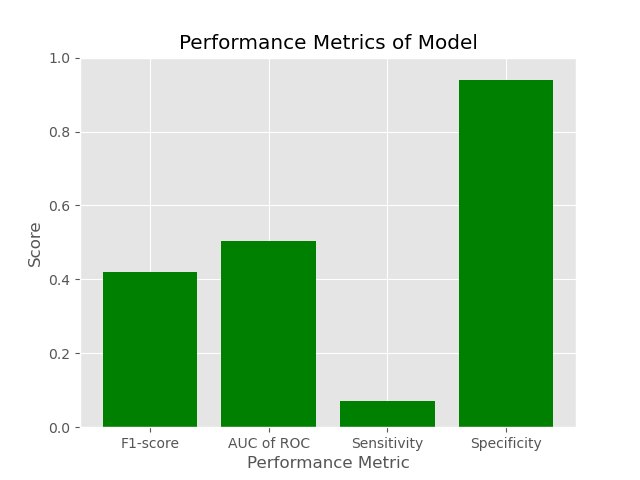 Performance Metrics of Model
1.0
0.8
0.6
0.4
0.2
0.0
Score
F1-score AUC of ROC Sensitivity Specificity
Performance Metric